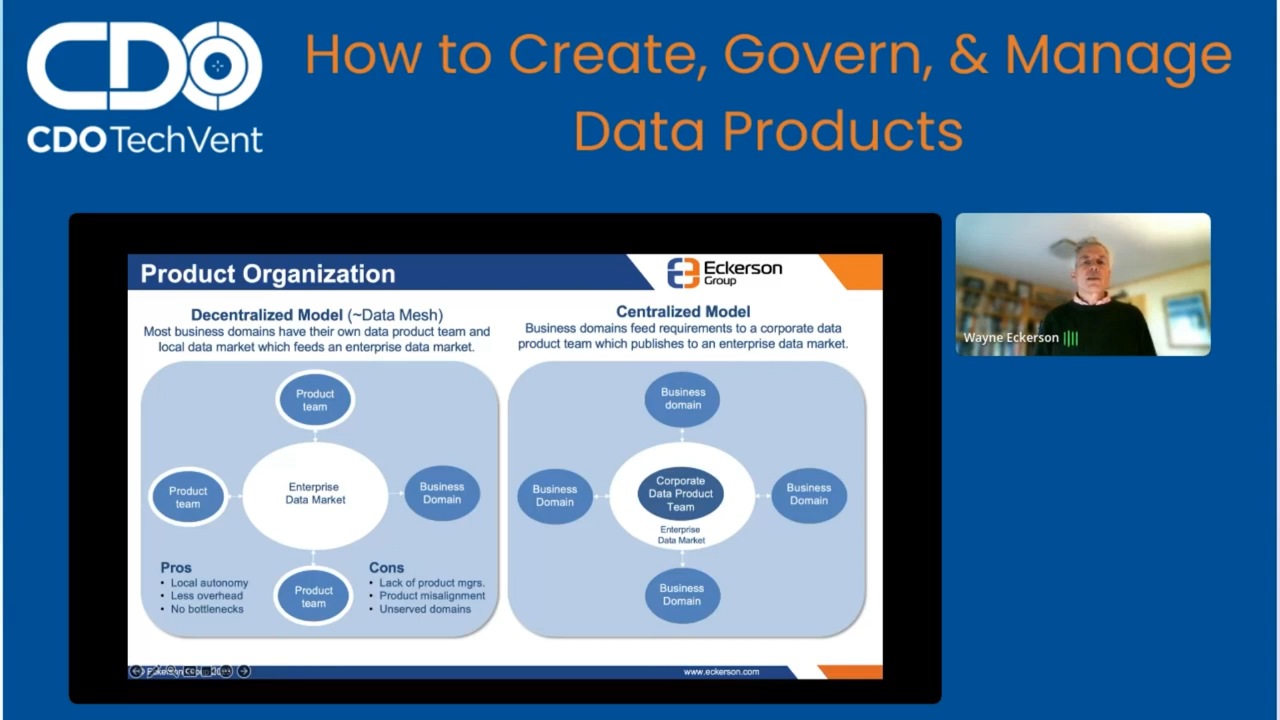 CDO
CDO TechVent
How to Create, Govern, & Manage
Data Products
Product Organization
Eckerson
Group
Decentralized Model (~Data Mesh)
Most business domains have their own data product team and
local data market which feeds an enterprise data market.
Product
team
Product
team
Enterprise
Data Market
Business
Domain
Product
team
Pros
• Local autonomy
• Less overhead
• No bottlenecks
Cons
• Lack of product mgrs.
• Product misalignment
• Unserved domains
Centralized Model
Business domains feed requirements to a corporate data
product team which publishes to an enterprise data market.
Business
domain
Business
Domain
Corporate
Data Product
Team
Enterprise
Data Market
Business
Domain
Business
Domain
www.eckerson.com
Wayne Eckerson